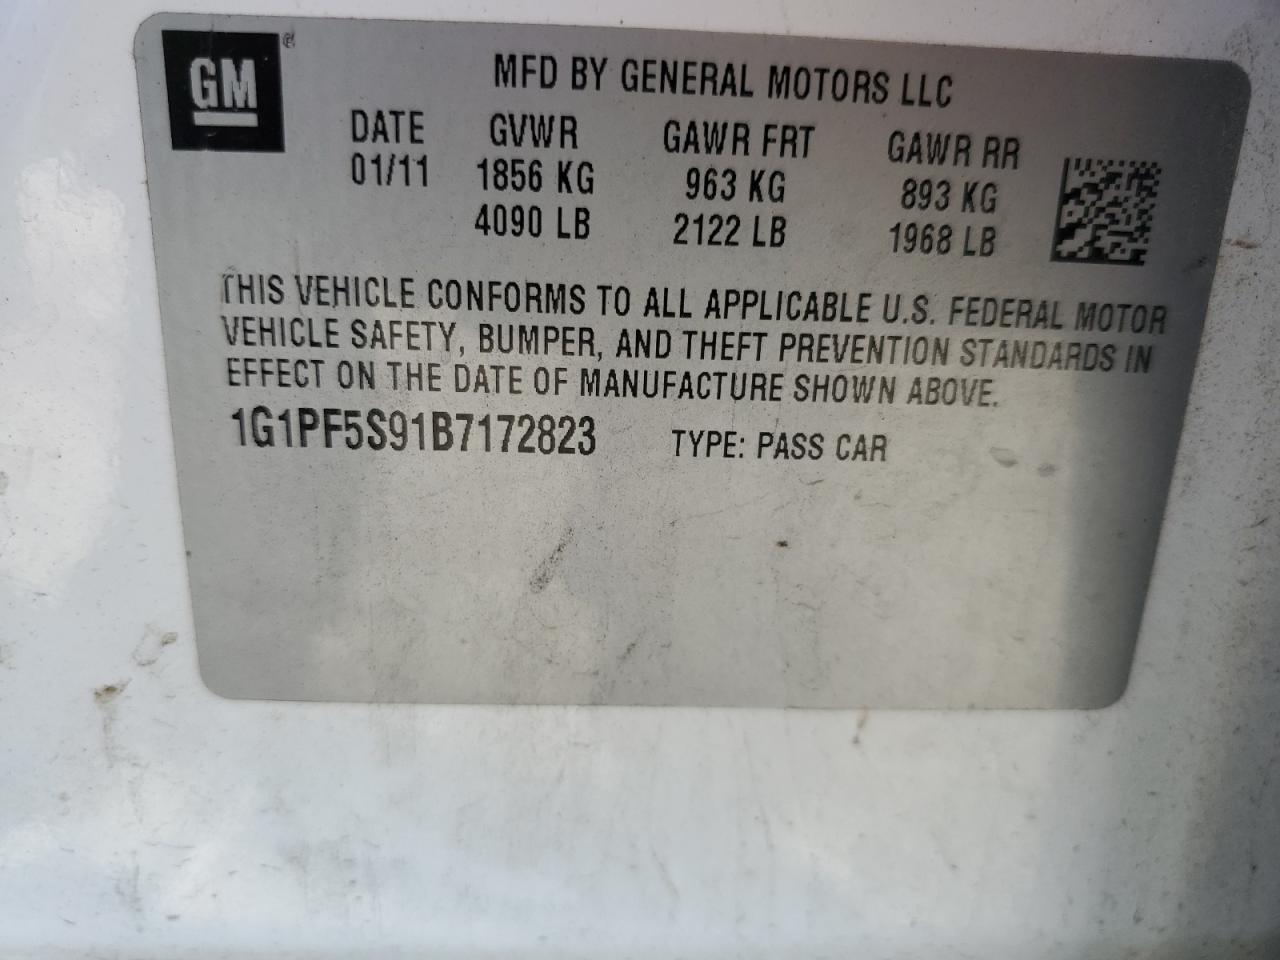 GM
MFD BY GENERAL MOTORS LLC
DATE GVWR GAWR FRT GAWR RR
01/11 1856 KG 963 KG 893 KG
4090 LB 2122 LB 1968 LB
THIS VEHICLE CONFORMS TO ALL APPLICABLE U.S. FEDERAL MOTOR
VEHICLE SAFETY, BUMPER, AND THEFT PREVENTION STANDARDS IN
EFFECT ON THE DATE OF MANUFACTURE SHOWN ABOVE.
1G1PF5S91B7172823 TYPE: PASS CAR